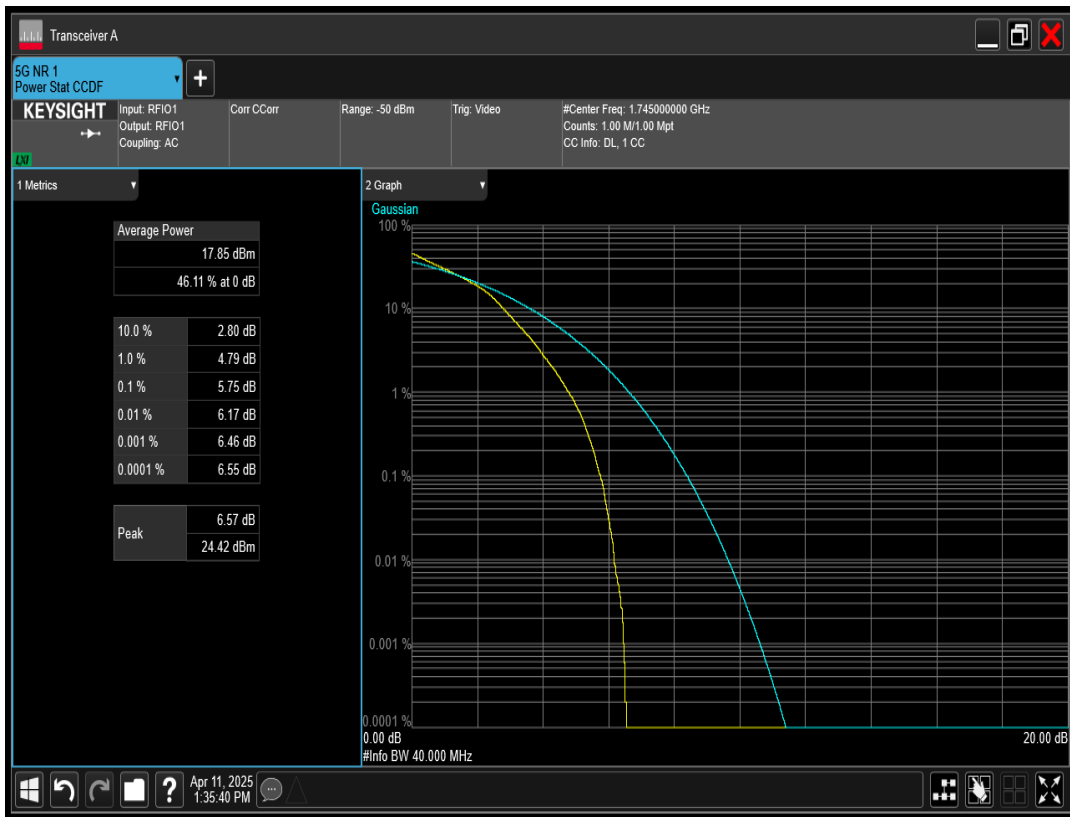 Transceiver A
5G NR 1
Power Stat CCDF
+
KEYSIGHT
LXI
Input: RFIO1
Output: RFIO1
Coupling: AC
Corr CCorr
Range: -50 dBm
Trig: Video
#Center Freq: 1.745000000 GHz
Counts: 1.00 M/1.00 Mpt
CC Info: DL, 1 CC
1 Metrics
Average Power
17.85 dBm
46.11 % at 0 dB
10.0 % 2.80 dB
1.0 % 4.79 dB
0.1 % 5.75 dB
0.01 % 6.17 dB
0.001 % 6.46 dB
0.0001 % 6.55 dB
Peak
6.57 dB
24.42 dBm
2 Graph
Gaussian
100 %
10 %
1 %
0.1 %
0.01 %
0.001 %
0.0001 %
0.00 dB
20.00 dB
#Info BW 40.000 MHz
?
Apr 11, 2025
1:35:40 PM